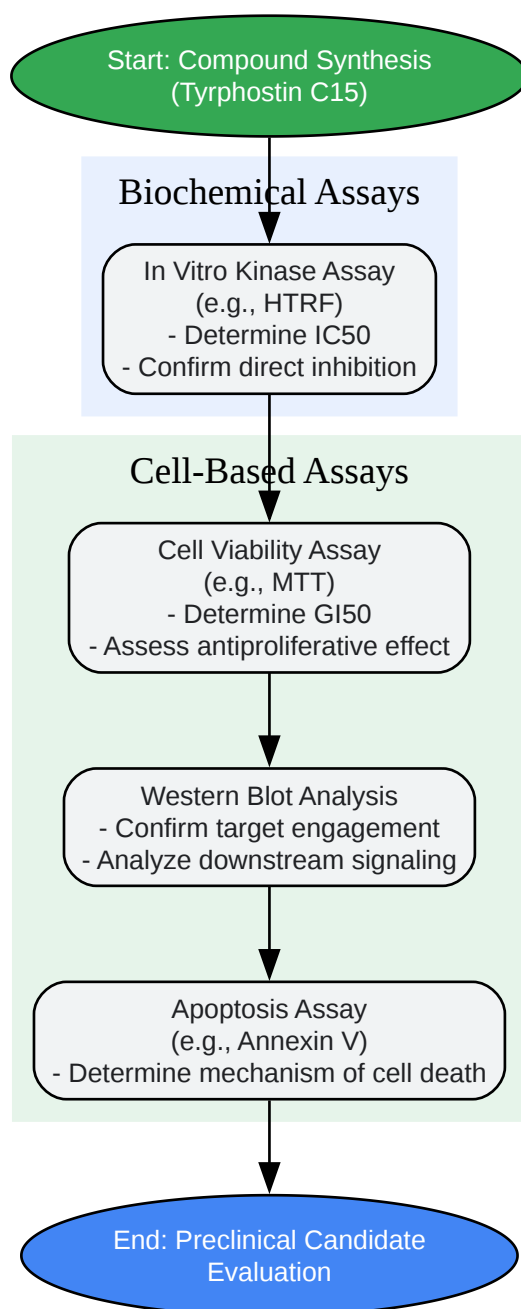 Start: Compound Synthesis
(Tyrphostin C15)
Biochemical Assays
In Vitro Kinase Assay
(e.g., HTRF)
- Determine IC50
- Confirm direct inhibition
Cell-Based Assays
Cell Viability Assay
(e.g., MTT)
- Determine GI50
- Assess antiproliferative effect
Western Blot Analysis
- Confirm target engagement
- Analyze downstream signaling
Apoptosis Assay
(e.g., Annexin V)
- Determine mechanism of cell death
End: Preclinical Candidate
Evaluation